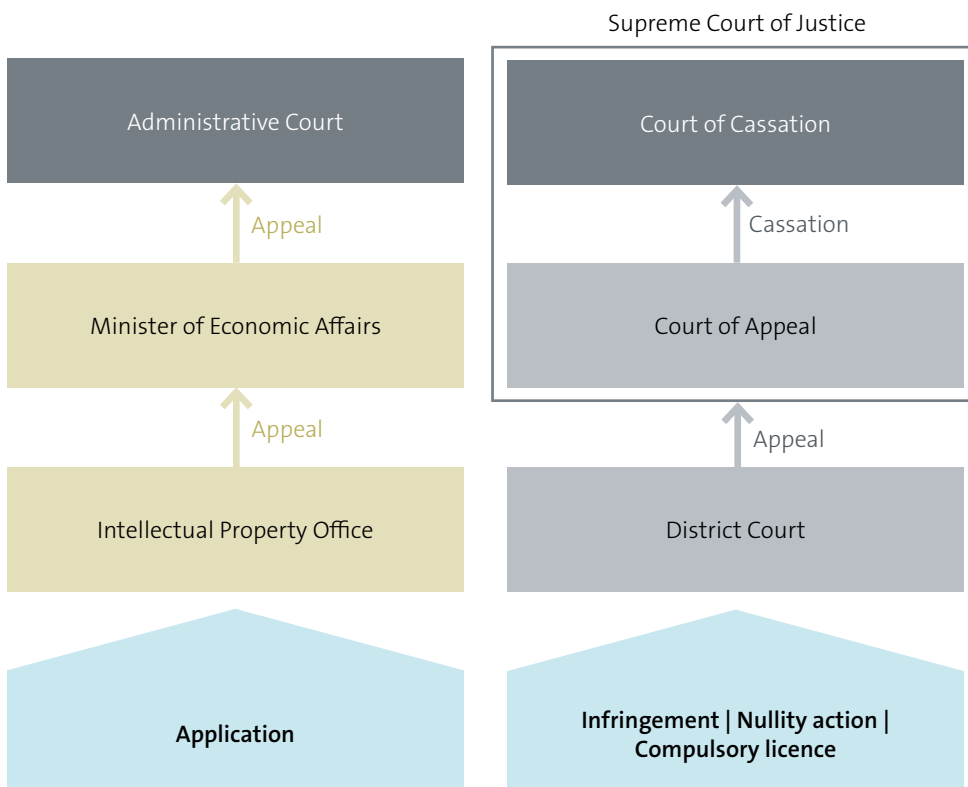 Supreme Court of Justice
Administrative Court
Court of Cassation
Appeal
Cassation
Minister of Economic Affairs
Court of Appeal
Appeal
Appeal
Intellectual Property Office
District Court
Application
Infringement | Nullity action |
Compulsory licence